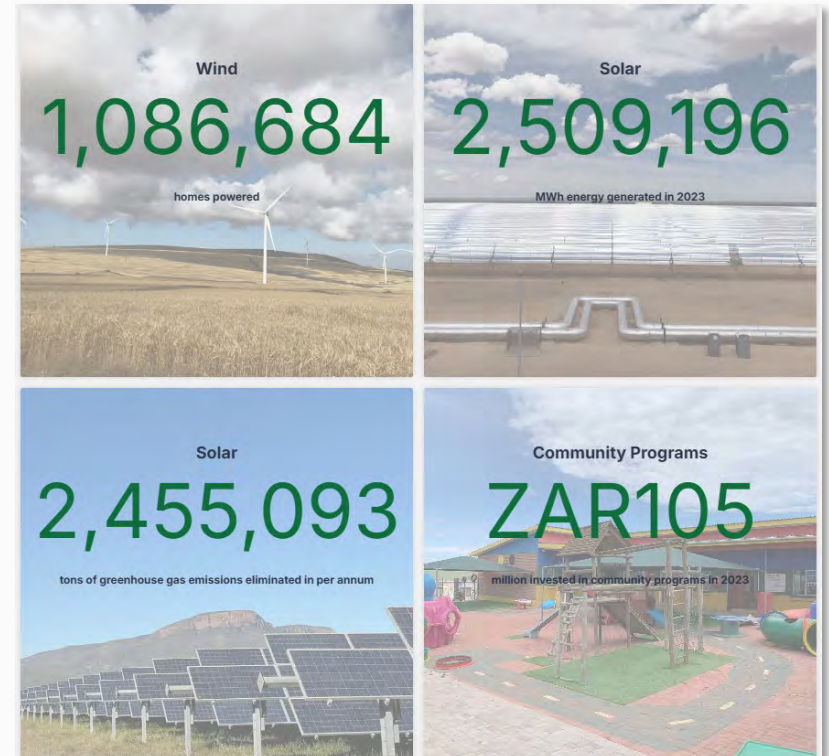 Wind
1,086,684
homes powered
Solar
2,509,196
MWh energy generated in 2023
Solar
2,455,093
tons of greenhouse gas emissions eliminated in per annum
Community Programs
ZAR105
million invested in community programs in 2023